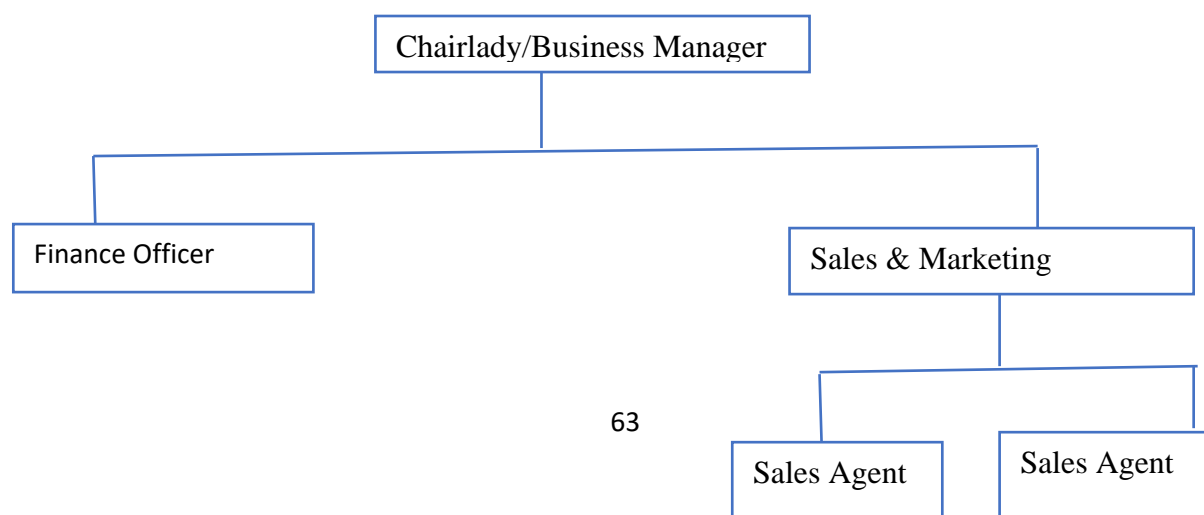 Chairlady/Business Manager
Finance Officer
Sales & Marketing
63
Sales Agent
Sales Agent